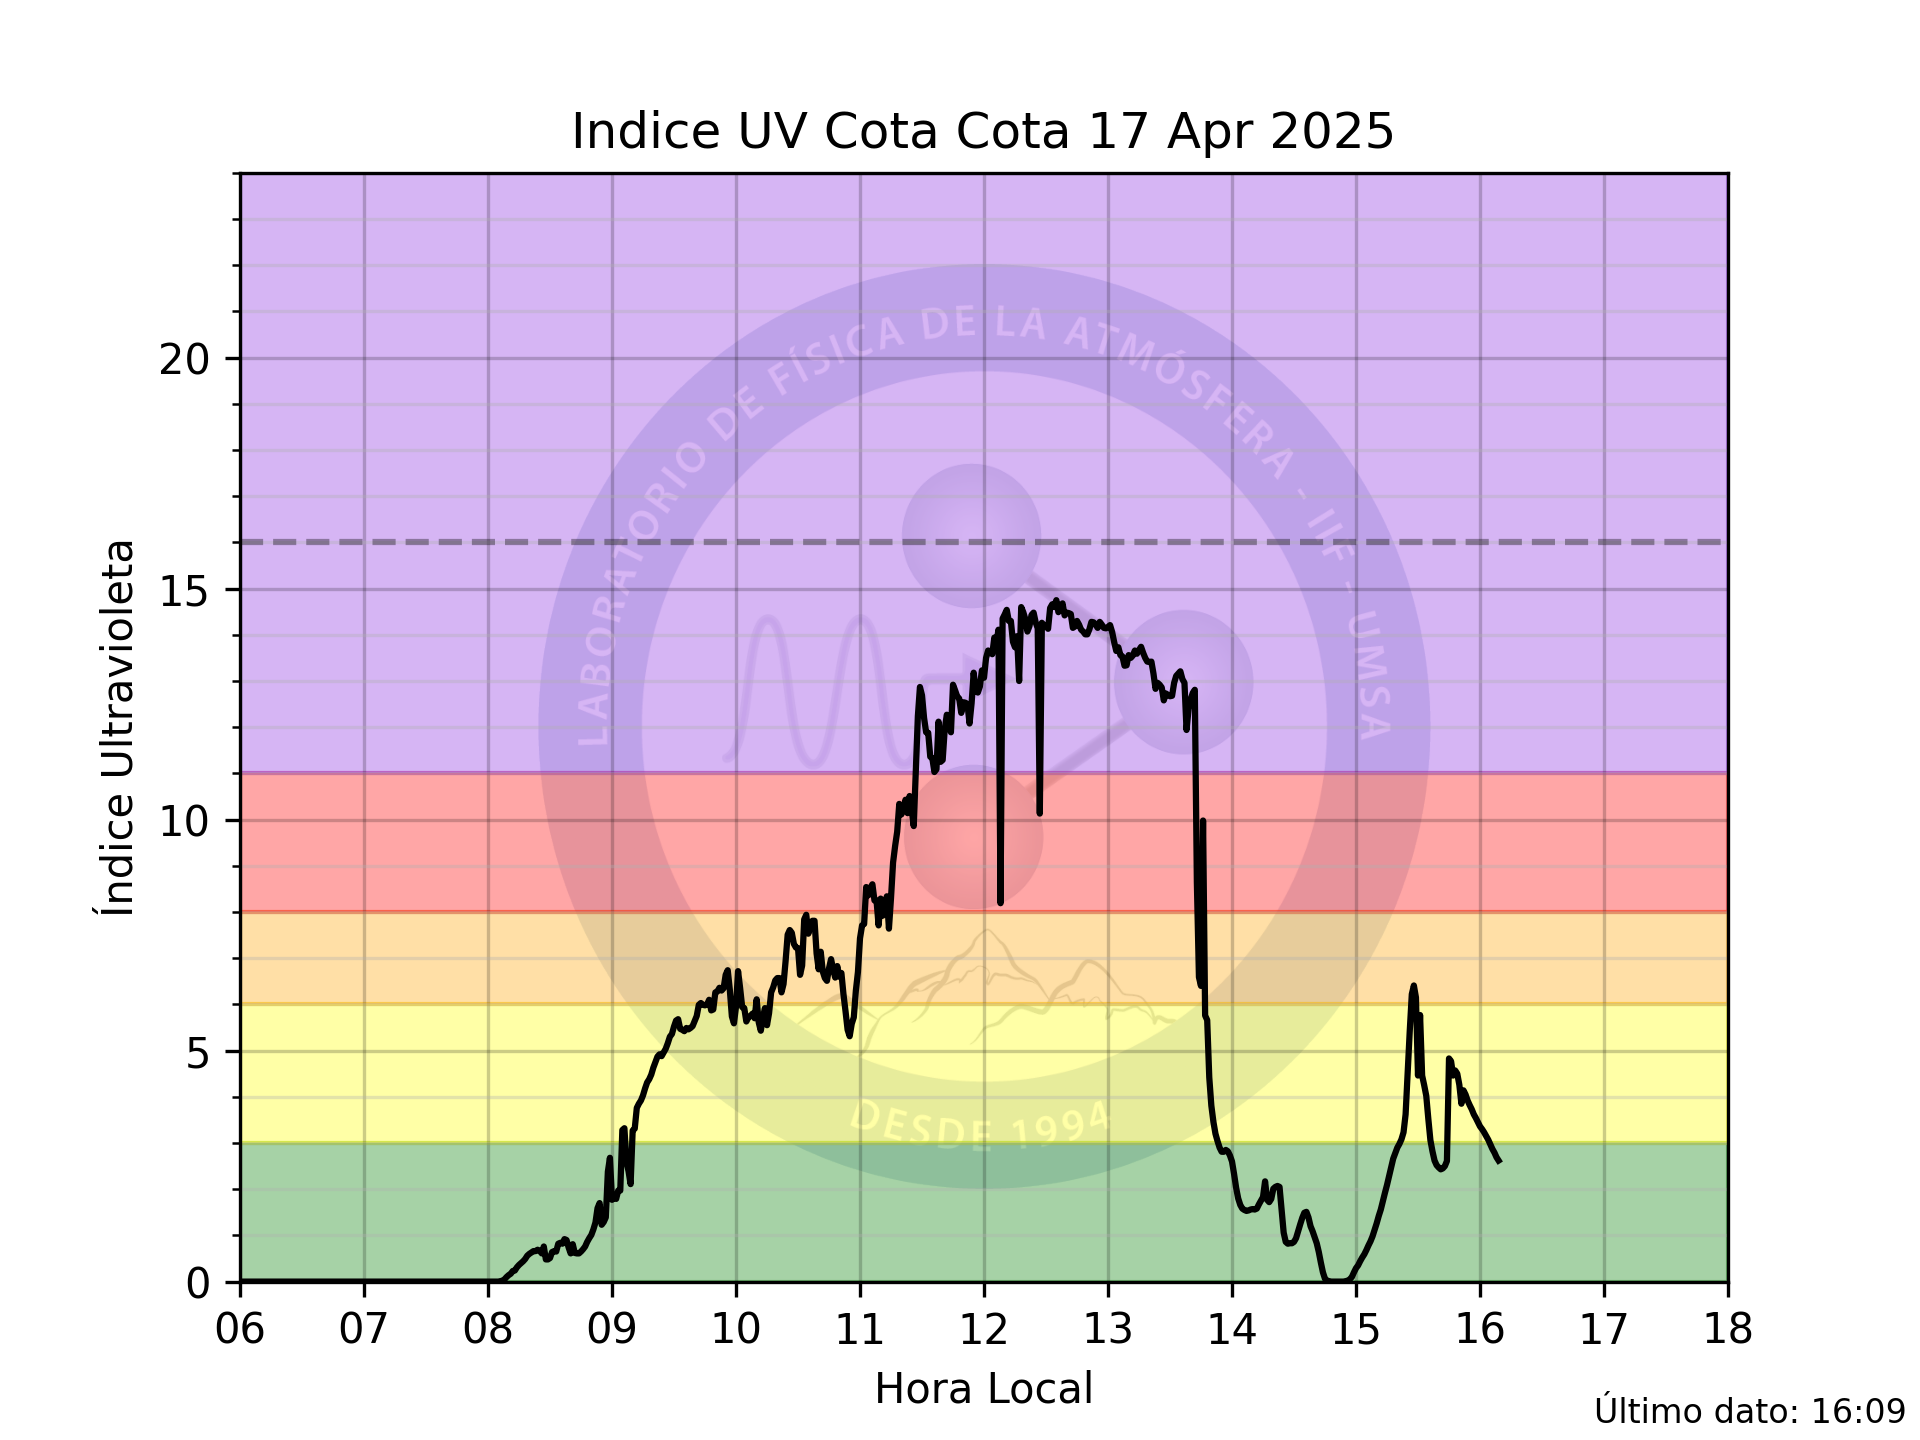 Indice UV Cota Cota 17 Apr 2025
Índice Ultravioleta
20
15
10
5
0
LABORATORIO DE FÍSICA DE LA ATMÓSFERA - IIF - UMSA
DESDE 1994
06 07 08 09 10 11 12 13 14 15 16 17 18
Hora Local
Último dato: 16:09